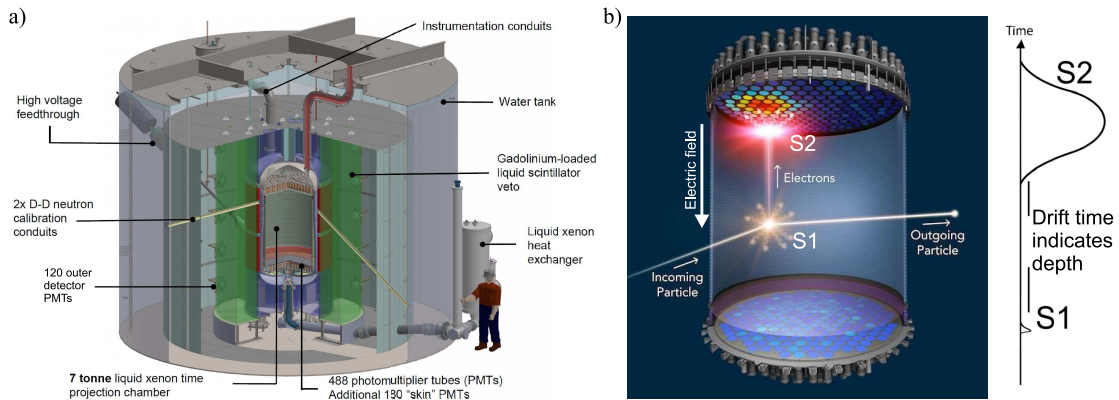 a)
Instrumentation conduits
High voltage
feedthrough
Water tank
Gadolinium-loaded
liquid scintillator
veto
2x D-D neutron
calibration
conduits
Liquid xenon
heat
exchanger
120 outer
detector
PMTs
7 tonne liquid xenon time
projection chamber
488 photomultiplier tubes (PMTs)
Additional 180 "skin" PMTs
b)
Electric field
S2
Electrons
S1
Incoming
Particle
Outgoing
Particle
Time
S2
Drift time
indicates
depth
S1